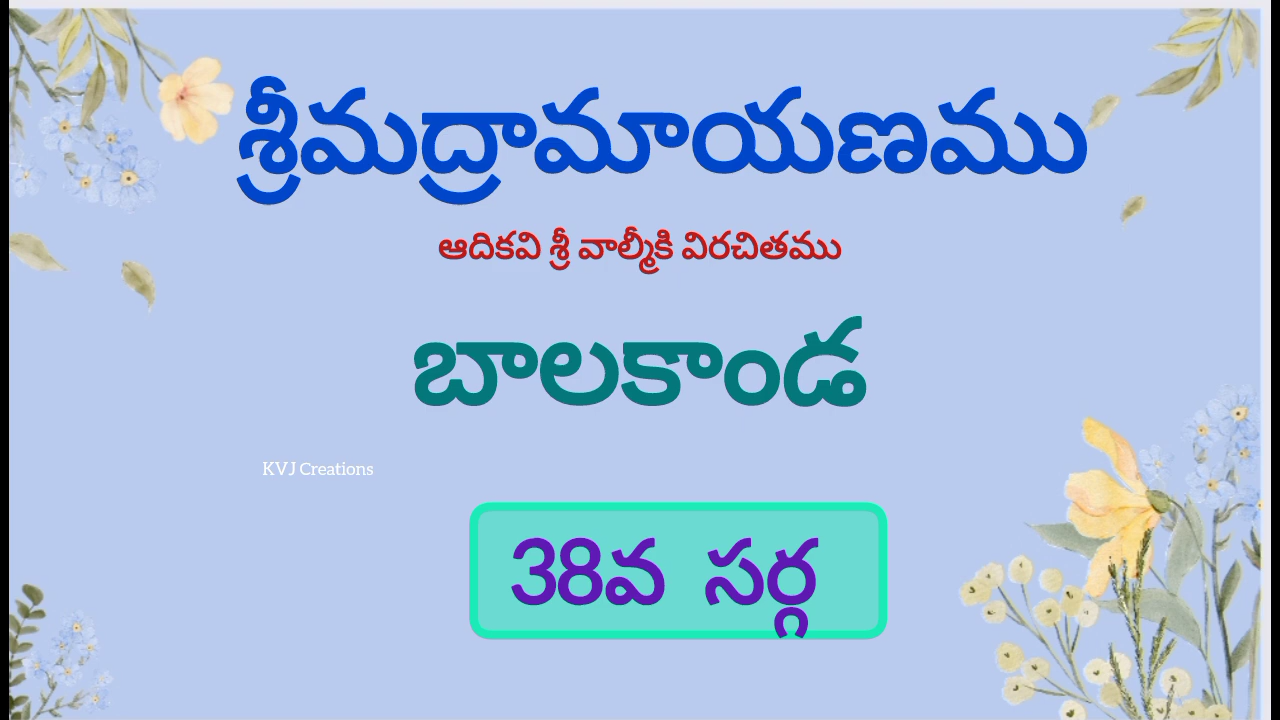 శ్రీమద్రామాయణము
ఆదికవి శ్రీ వాల్మీకి విరచితము
బాలకాండ
KVJ Creations
38వ సర్గ